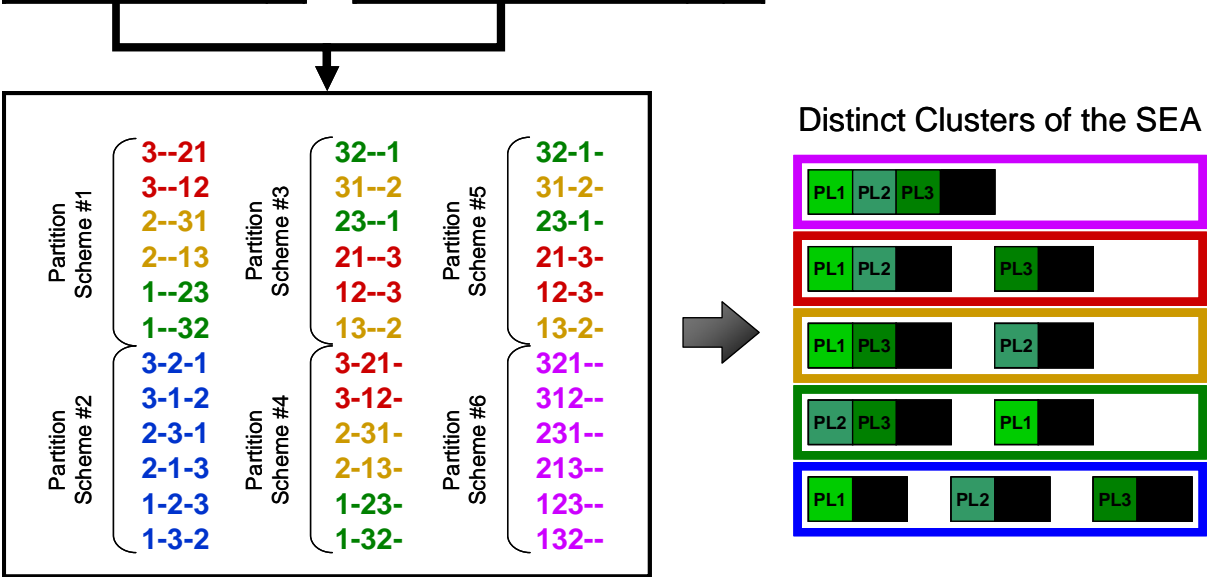 Partition
Scheme #1
3--21
3--12
2--31
2--13
1--23
1--32
Partition
Scheme #2
3-2-1
3-1-2
2-3-1
2-1-3
1-2-3
1-3-2
Partition
Scheme #3
32--1
31--2
23--1
21--3
12--3
13--2
Partition
Scheme #4
3-21-
3-12-
2-31-
2-13-
1-23-
1-32-
Partition
Scheme #5
32-1-
31-2-
23-1-
21-3-
12-3-
13-2-
Partition
Scheme #6
321--
312--
231--
213--
123--
132--
Distinct Clusters of the SEA
PL1 PL2 PL3
PL1 PL2 PL3
PL1 PL3 PL2
PL2 PL3 PL1
PL1 PL2 PL3